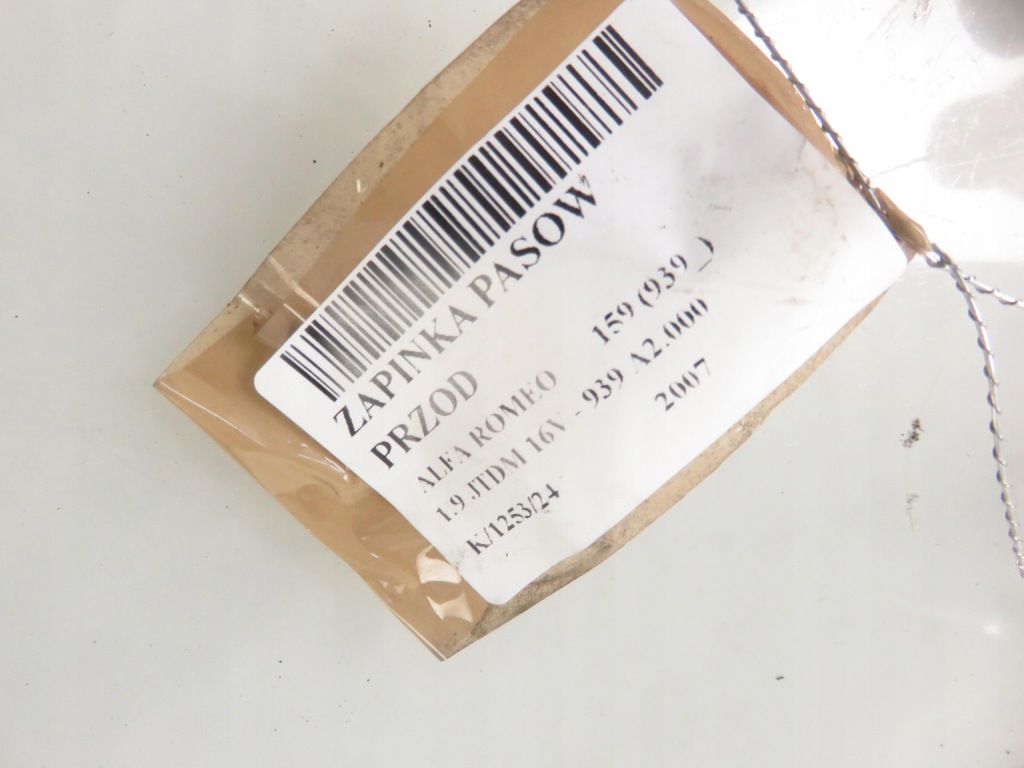 ZAPINKA PASOW
PRZOD
ALFA ROMEO 159 (939_)
1.9 JTDM 16V - 939 A2.000
2007
K/1253/24